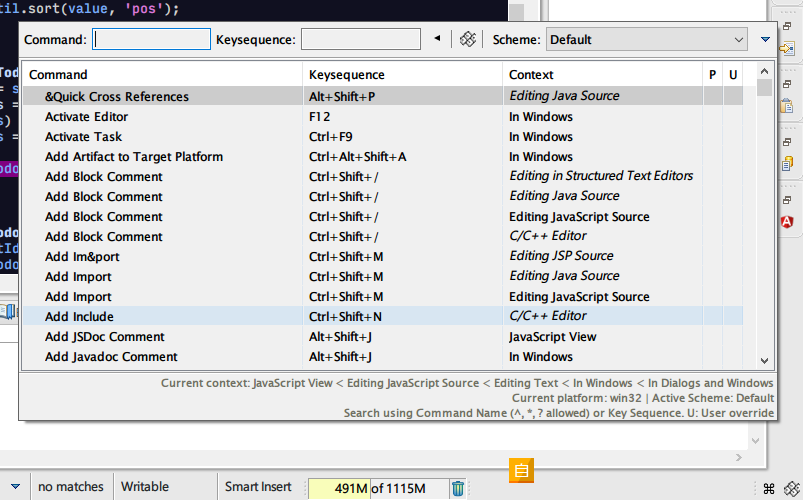 til.sort(value, 'pos');
Command:
Keysequence:
Scheme: Default
Command Keysequence Context P U
&Quick Cross References Alt+Shift+P Editing Java Source
Activate Editor F12 In Windows
Activate Task Ctrl+F9 In Windows
Add Artifact to Target Platform Ctrl+Alt+Shift+A In Windows
Add Block Comment Ctrl+Shift+/ Editing in Structured Text Editors
Add Block Comment Ctrl+Shift+/ Editing Java Source
Add Block Comment Ctrl+Shift+/ Editing JavaScript Source
Add Block Comment Ctrl+Shift+/ C/C++ Editor
Add Im&port Ctrl+Shift+M Editing JSP Source
Add Import Ctrl+Shift+M Editing Java Source
Add Import Ctrl+Shift+M Editing JavaScript Source
Add Include Ctrl+Shift+N C/C++ Editor
Add JSDoc Comment Alt+Shift+J JavaScript View
Add Javadoc Comment Alt+Shift+J In Windows
Current context: JavaScript View < Editing JavaScript Source < Editing Text < In Windows < In Dialogs and Windows
Current platform: win32 | Active Scheme: Default
Search using Command Name (^, *, ? allowed) or Key Sequence. U: User override
自
no matches Writable Smart Insert 491M of 1115M